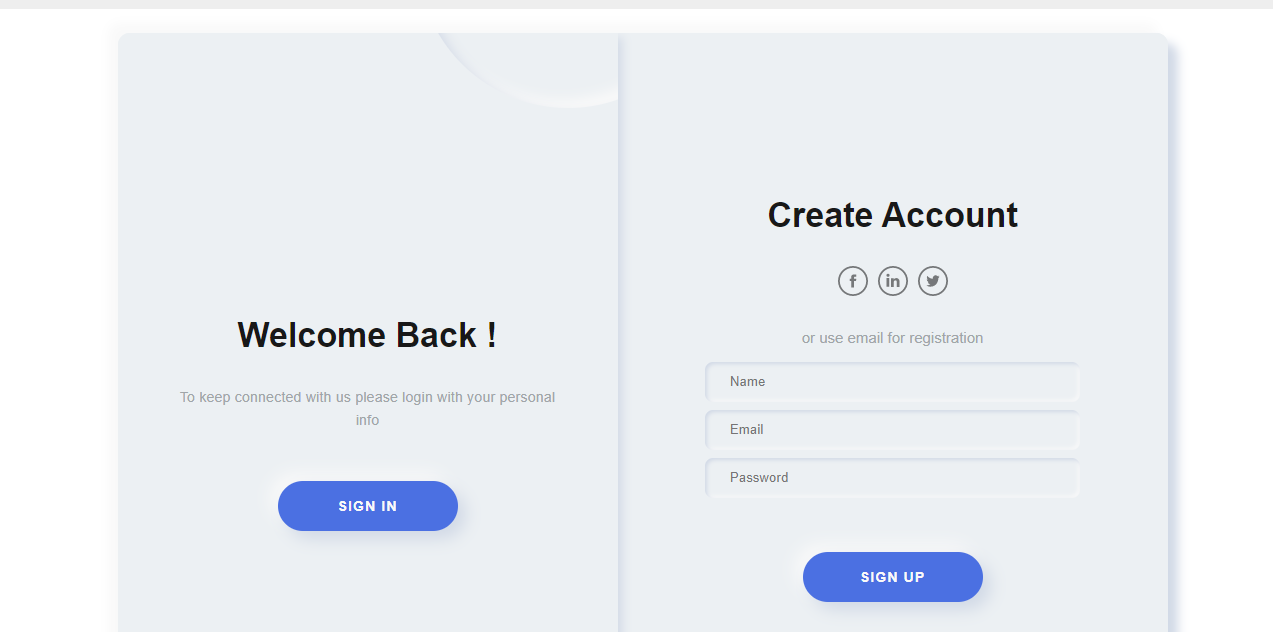 Welcome Back !
To keep connected with us please login with your personal
info
SIGN IN
Create Account
f
in
or use email for registration
Name
Email
Password
SIGN UP